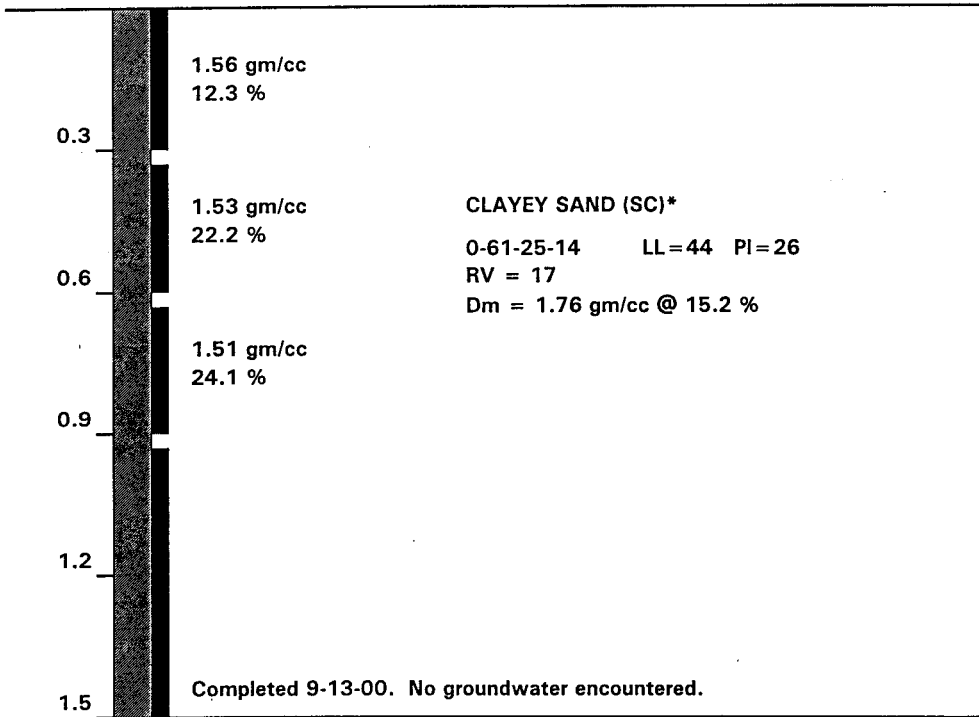 1.56 gm/cc
12.3 %
0.3
1.53 gm/cc
22.2 %
CLAYEY SAND (SC)*
0-61-25-14 LL=44 PI=26
0.6
RV = 17
Dm = 1.76 gm/cc @ 15.2 %
1.51 gm/cc
24.1 %
0.9
1.2
Completed 9-13-00. No groundwater encountered.
1.5